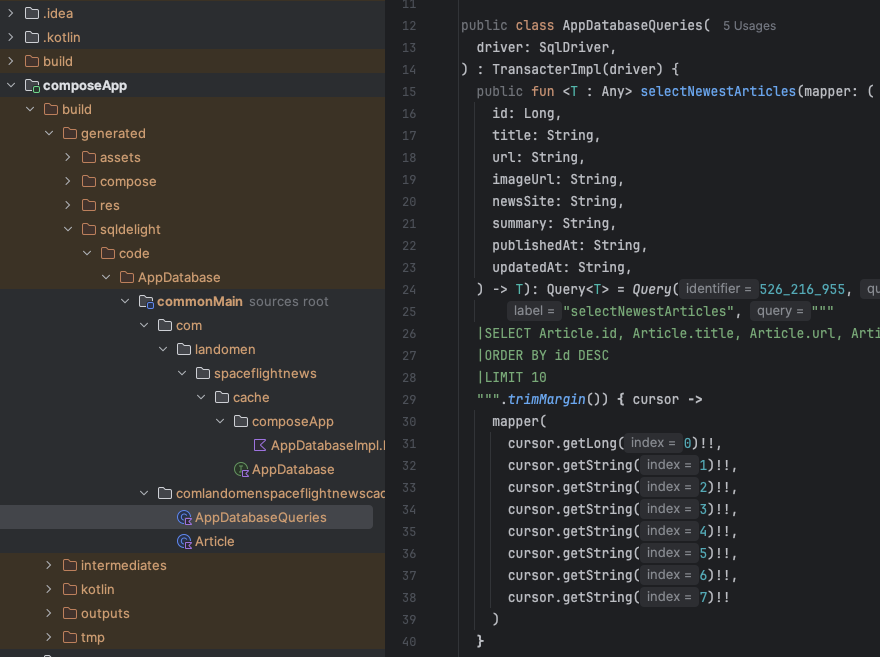 .idea
.kotlin
build
composeApp
build
generated
assets
compose
res
sqldelight
code
AppDatabase
commonMain sources root
com
landomen
spaceflightnews
cache
composeApp
AppDatabaseImpl.
AppDatabase
comlandomenspaceflightnewscac
AppDatabaseQueries
Article
intermediates
kotlin
outputs
tmp
11
12 public class AppDatabaseQueries( 5 Usages
13 driver: SqlDriver,
14 ) : TransacterImpl(driver) {
15 public fun <T : Any> selectNewestArticles(mapper: (
16 id: Long,
17 title: String,
18 url: String,
19 imageUrl: String,
20 newsSite: String,
21 summary: String,
22 publishedAt: String,
23 updatedAt: String,
24 ) -> T): Query<T> = Query( identifier = 526_216_955, qu
25 label = "selectNewestArticles", query = """
26 |SELECT Article.id, Article.title, Article.url, Arti
27 |ORDER BY id DESC
28 |LIMIT 10
29 """.trimMargin()) { cursor ->
30 mapper(
31 cursor.getLong( index = 0)!!,
32 cursor.getString( index = 1)!!,
33 cursor.getString( index = 2)!!,
34 cursor.getString( index = 3)!!,
35 cursor.getString( index = 4)!!,
36 cursor.getString( index = 5)!!,
37 cursor.getString( index = 6)!!,
38 cursor.getString( index = 7)!!
39 )
40 }